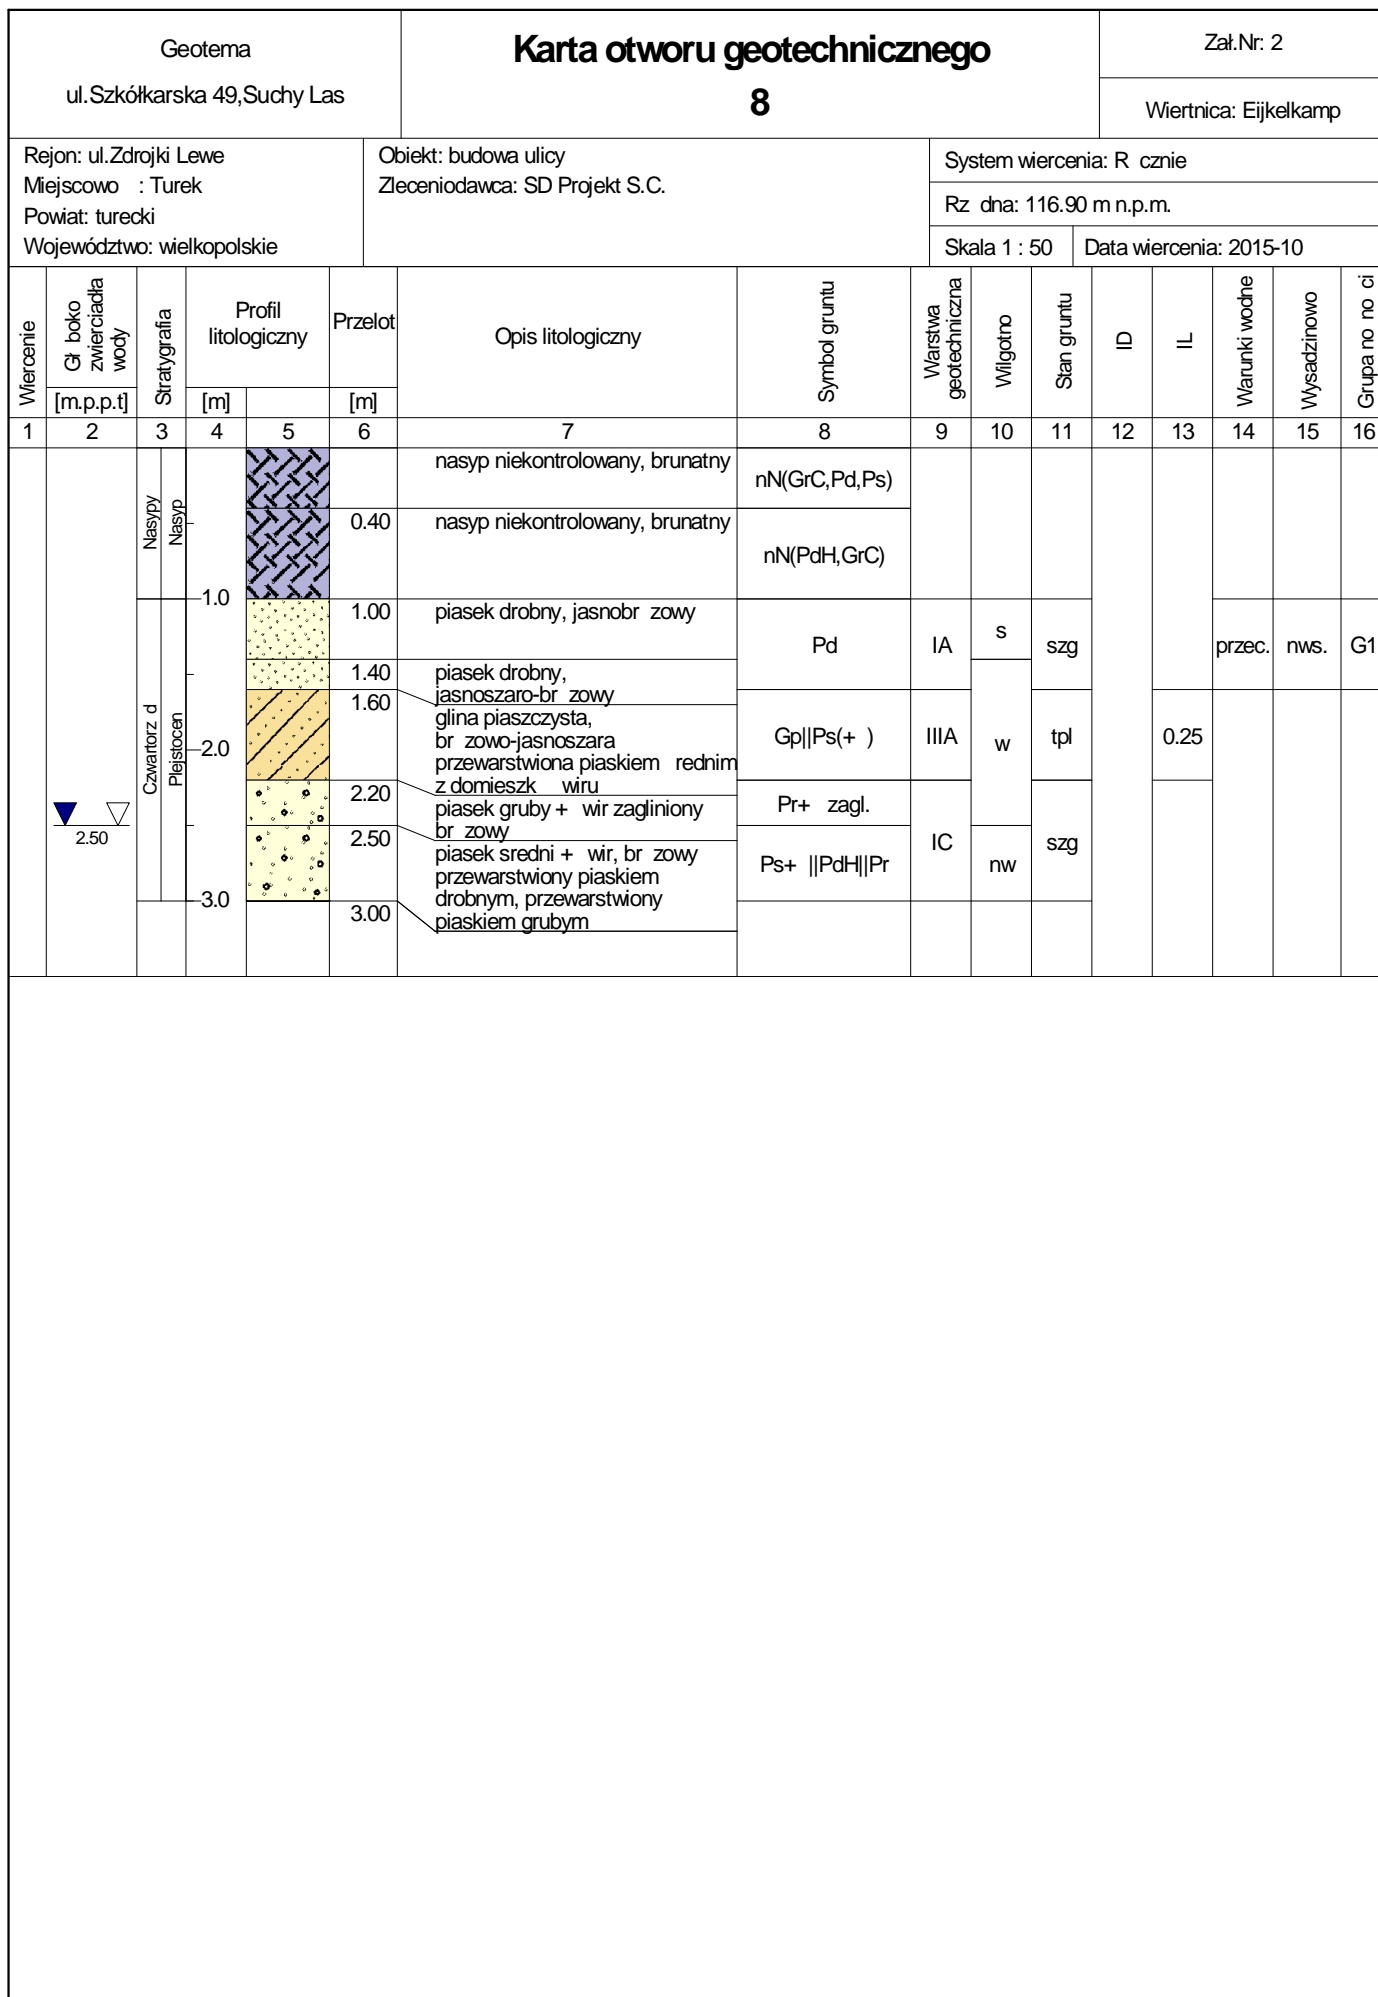 Geotema
ul.Szkółkarska 49,Suchy Las
Karta otworu geotechnicznego
8
Zał.Nr: 2
Wiertnica: Eijkelkamp
Rejon: ul.Zdrojki Lewe
Miejscowo : Turek
Powiat: turecki
Województwo: wielkopolskie
Obiekt: budowa ulicy
Zleceniodawca: SD Projekt S.C.
System wiercenia: R cznie
Rz dna: 116.90 m n.p.m.
Skala 1 : 50
Data wiercenia: 2015-10
Wiercenie
Gł boko
zwierciadła
wody
[m.p.p.t]
Stratygrafia
Profil
litologiczny
[m]
Przelot
[m]
Opis litologiczny
Symbol gruntu
Warstwa
geotechniczna
Wilgotno
Stan gruntu
ID
IL
Warunki wodne
Wysadzinowo
Grupa no no ci
1 2 3 4 5 6 7 8 9 10 11 12 13 14 15 16
Nasypy
Nasyp
nasyp niekontrolowany, brunatny
nN(GrC,Pd,Ps)
0.40
nasyp niekontrolowany, brunatny
nN(PdH,GrC)
1.0
1.00
piasek drobny, jasnobr zowy
Pd
IA
s
szg
przec.
nws.
G1
1.40
piasek drobny,
jasnoszaro-br zowy
1.60
glina piaszczysta,
br zowo-jasnoszara
przewarstwiona piaskiem rednim
z domieszk wiru
Gp||Ps(+ )
IIIA
w
tpl
0.25
Czwartorz d
Plejstocen
2.0
2.20
piasek gruby + wir zagliniony
br zowy
Pr+ zagl.
IC
szg
2.50
2.50
piasek sredni + wir, br zowy
przewarstwiony piaskiem
drobnym, przewarstwiony
piaskiem grubym
Ps+ ||PdH||Pr
nw
3.0
3.00